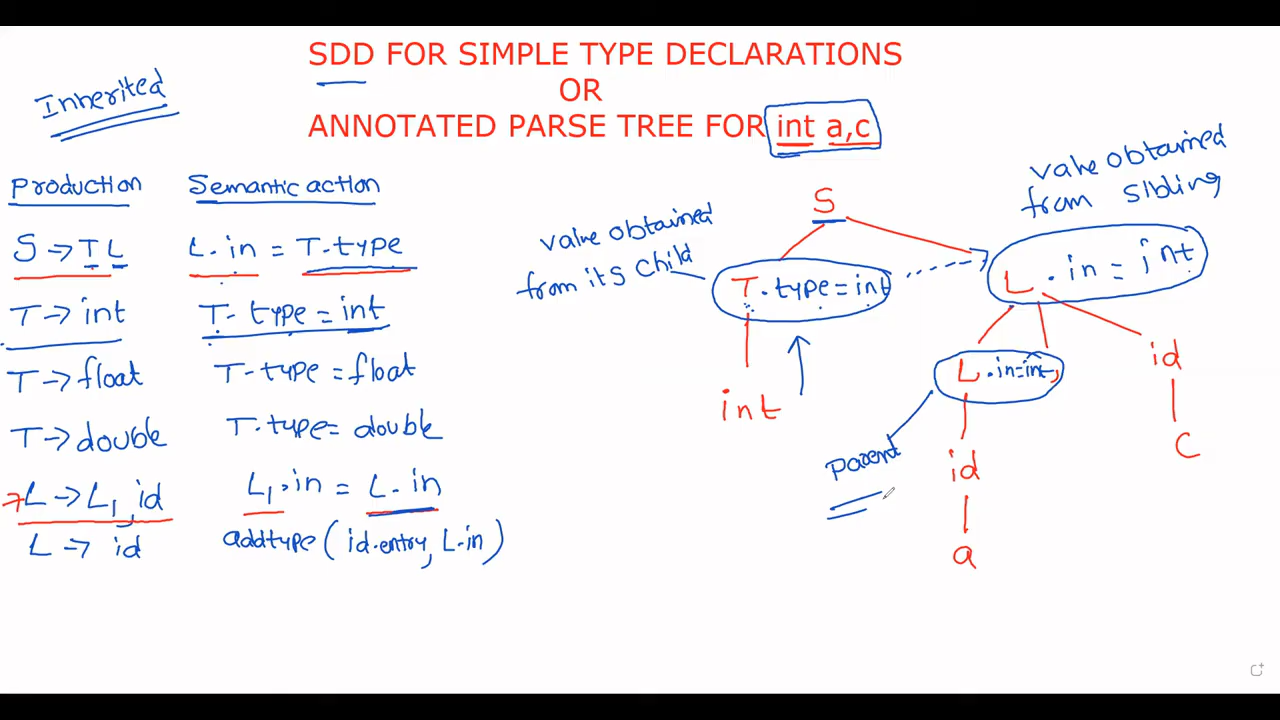 SDD FOR SIMPLE TYPE DECLARATIONS
OR
ANNOTATED PARSE TREE FOR int a,c
Inherited
Production Semantic action
S → T L L.in = T.type
T → int T.type = int
T → float T.type = float
T → double T.type = double
L → L1, id L1.in = L.in
L → id addtype(id.entry, L.in)
S
value obtained
from its child
value obtained
from sibling
T.type = int
L.in = int
int
L.in=int,
id
C
Parent
id
a